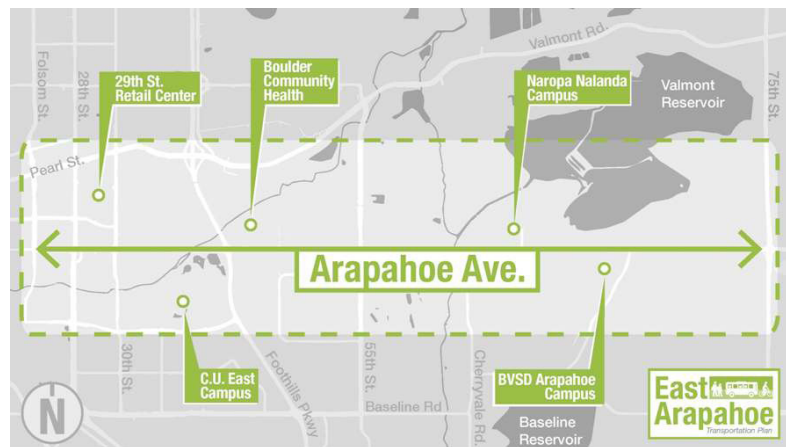 Folsom St.
28th St.
29th St.
Retail Center
Boulder
Community
Health
Valmont Rd.
Naropa Nalanda
Campus
Valmont
Reservoir
75th St.
Pearl St.
Arapahoe Ave.
30th St.
C.U. East
Campus
Foothills Pkwy
55th St.
Baseline Rd
Cherryvale Rd.
BVSD Arapahoe
Campus
Baseline
Reservoir
N
East
Arapahoe
Transportation Plan